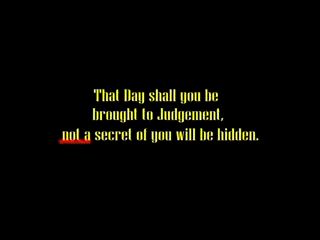 That Day shall you be
brought to Judgement,
not a secret of you will be hidden.